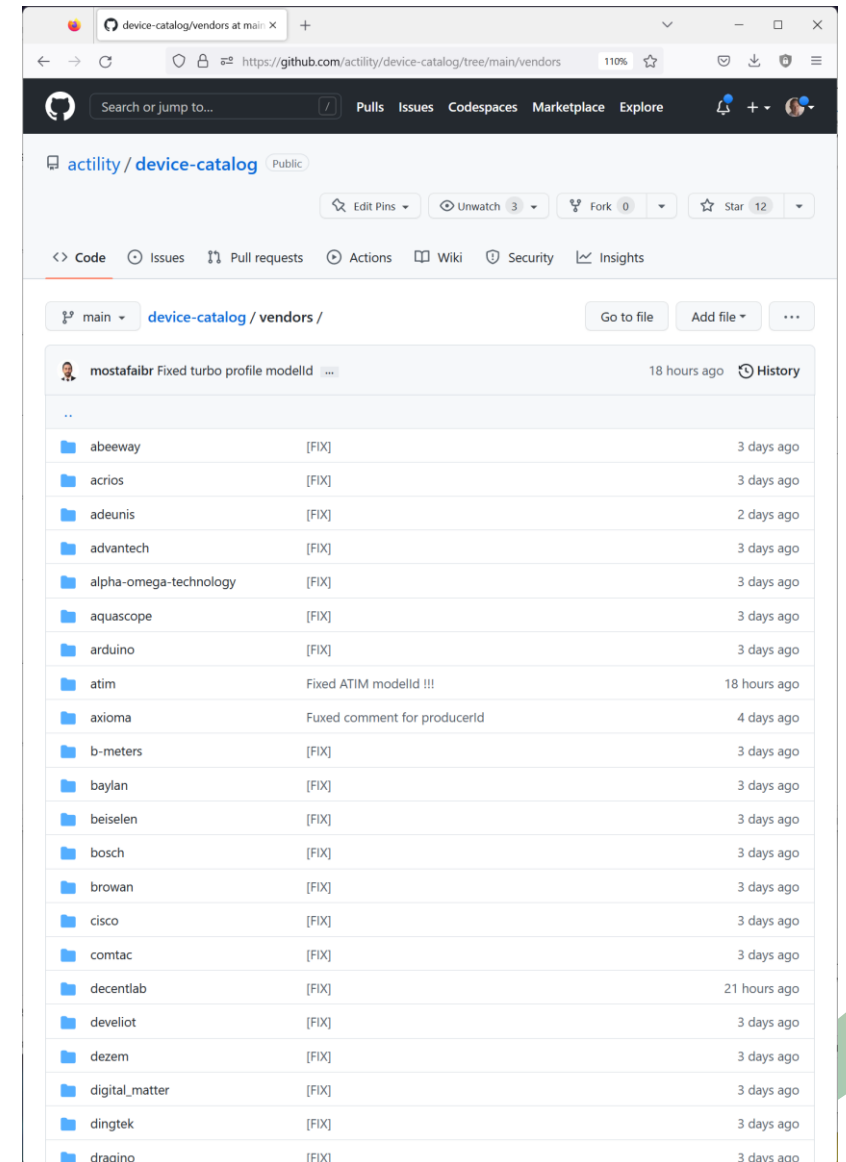 device-catalog/vendors at main
https://github.com/actility/device-catalog/tree/main/vendors 110%
Search or jump to... / Pulls Issues Codespaces Marketplace Explore
actility / device-catalog Public
Edit Pins Unwatch 3 Fork 0 Star 12
<> Code Issues Pull requests Actions Wiki Security Insights
main device-catalog / vendors / Go to file Add file ...
mostafaibr Fixed turbo profile modelId ... 18 hours ago History
..
abeeway [FIX] 3 days ago
acrios [FIX] 3 days ago
adeunis [FIX] 2 days ago
advantech [FIX] 3 days ago
alpha-omega-technology [FIX] 3 days ago
aquascope [FIX] 3 days ago
arduino [FIX] 3 days ago
atim Fixed ATIM modelId !!! 18 hours ago
axioma Fuxed comment for producerId 4 days ago
b-meters [FIX] 3 days ago
baylan [FIX] 3 days ago
beiselen [FIX] 3 days ago
bosch [FIX] 3 days ago
browan [FIX] 3 days ago
cisco [FIX] 3 days ago
comtac [FIX] 3 days ago
decentlab [FIX] 21 hours ago
develiot [FIX] 3 days ago
dezem [FIX] 3 days ago
digital_matter [FIX] 3 days ago
dingtek [FIX] 3 days ago
dragino [FIX] 3 days ago